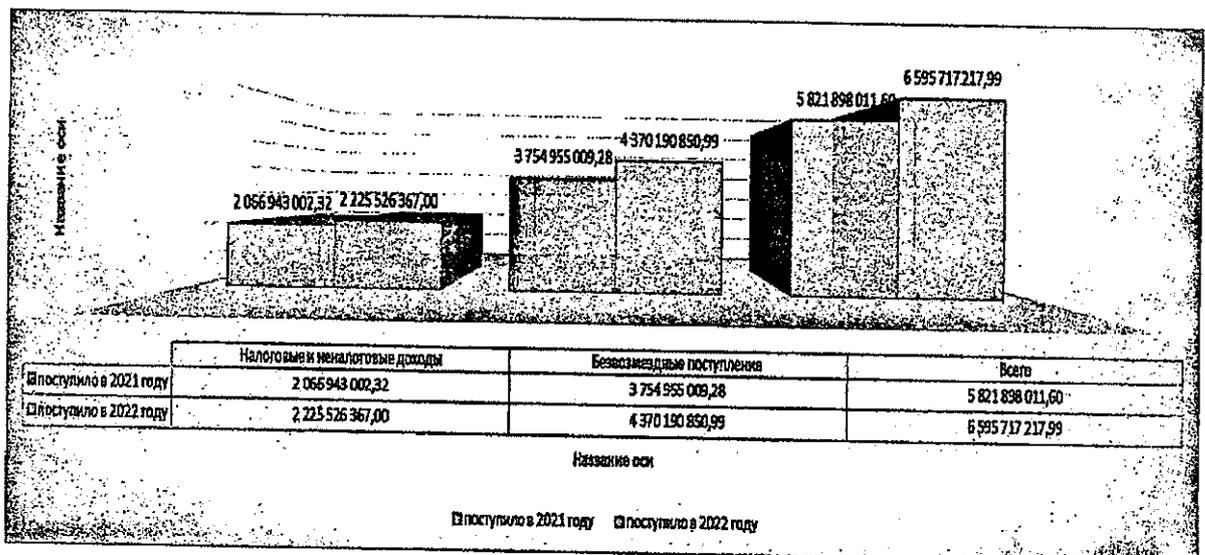 6 595 717 217,99
5 821 898 011,60
4 370 190 850,99
3 754 955 009,28
2 066 943 002,32 2 225 526 367,00
Название оси
Налоговые и неналоговые доходы Безвозмездные поступления Всего
поступило в 2021 году 2 066 943 002,32 3 754 955 009,28 5 821 898 011,60
поступило в 2022 году 2 225 526 367,00 4 370 190 850,99 6 595 717 217,99
Название оси
поступило в 2021 году поступило в 2022 году